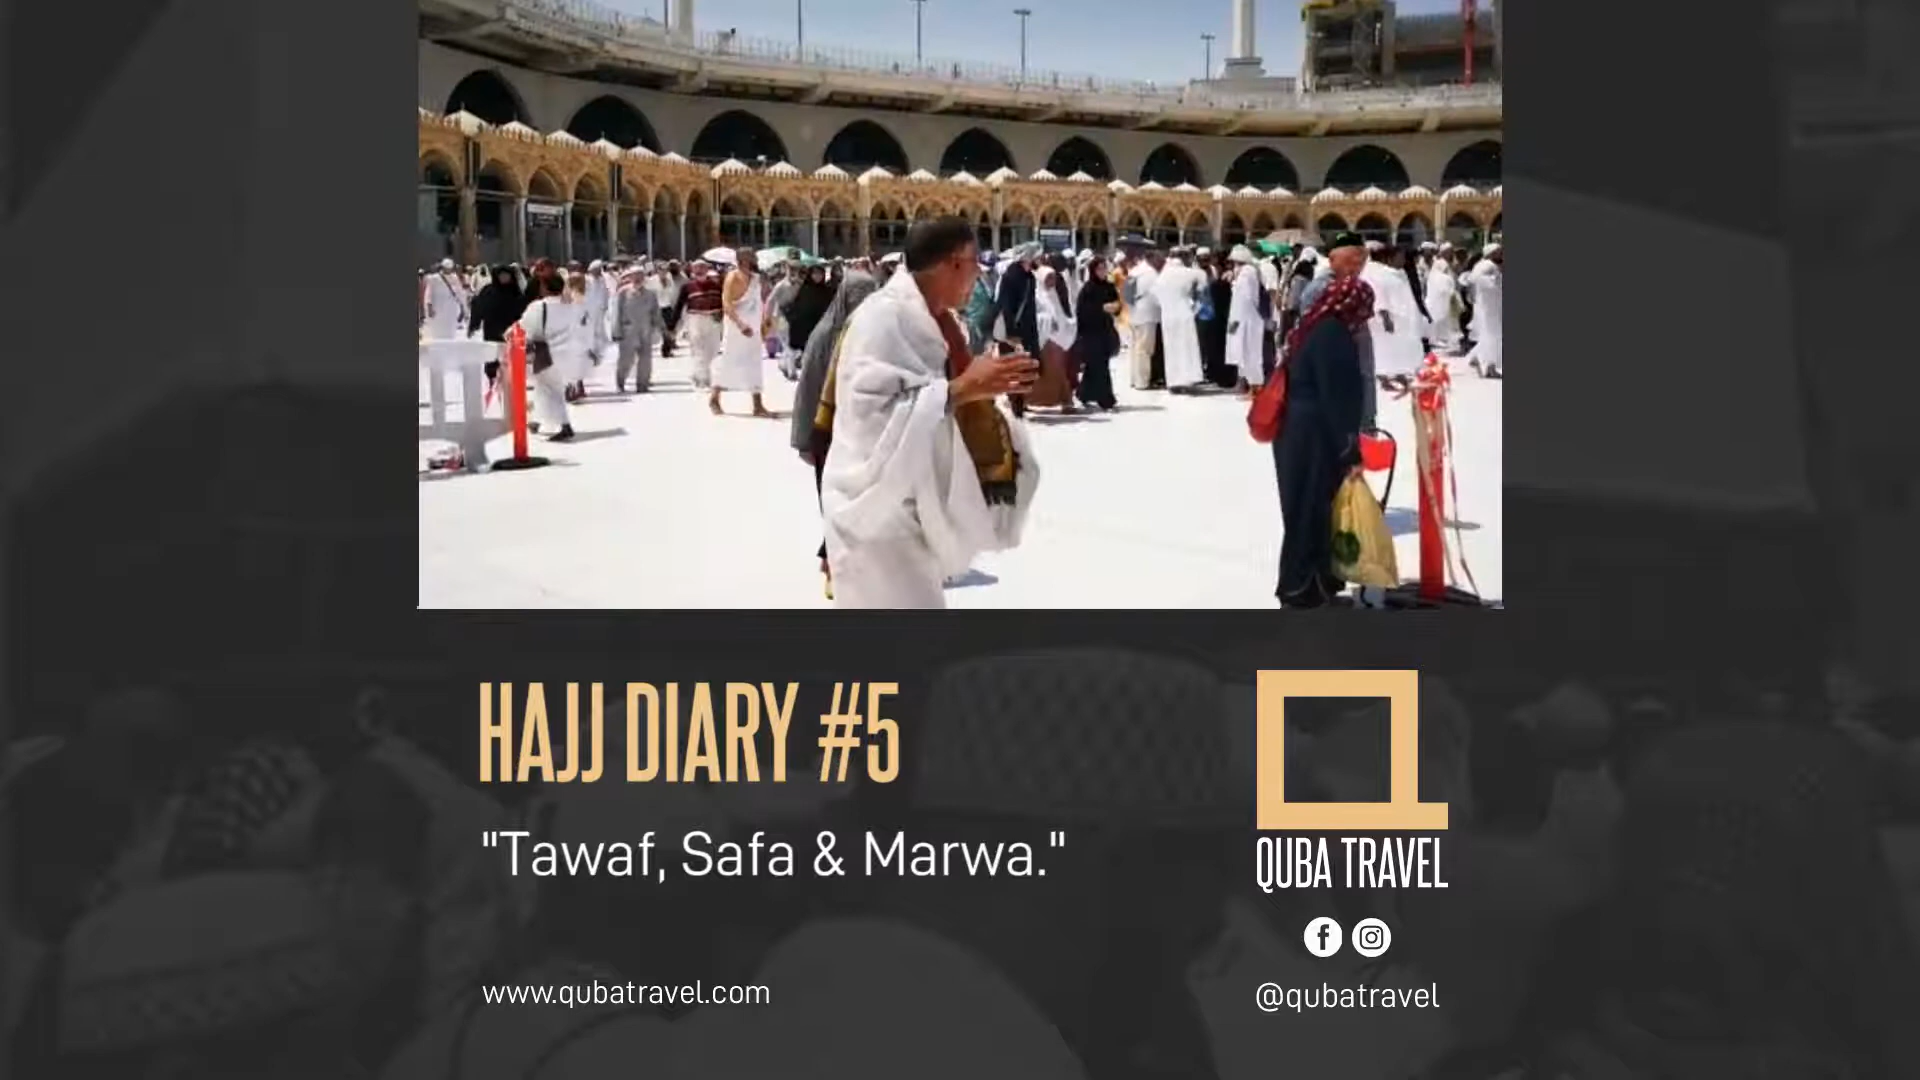 HAJJ DIARY #5
"Tawaf, Safa & Marwa."
www.qubatravel.com
QUBA TRAVEL
@qubatravel